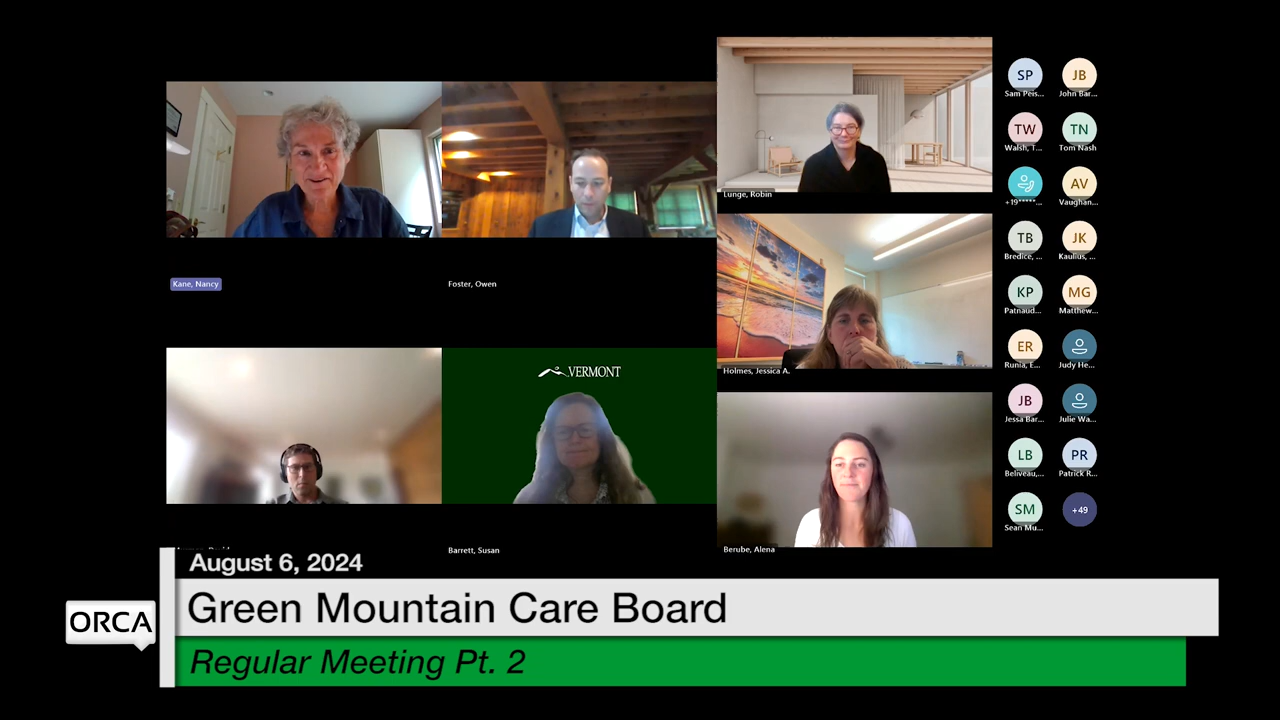 Lunge, Robin
Kane, Nancy
Foster, Owen
Holmes, Jessica A.
VERMONT
Barrett, Susan
Berube, Alena
SP
Sam Peis...
JB
John Bar...
TW
Walsh, T...
TN
Tom Nash
+19*****...
AV
Vaughan...
TB
Bredice, ...
JK
Kaulius, ...
KP
Patnaud...
MG
Matthew...
ER
Runia, E...
Judy He...
JB
Jessa Bar...
Julie Wa...
LB
Beliveau,...
PR
Patrick R...
SM
Sean Mu...
+49
August 6, 2024
ORCA
Green Mountain Care Board
Regular Meeting Pt. 2